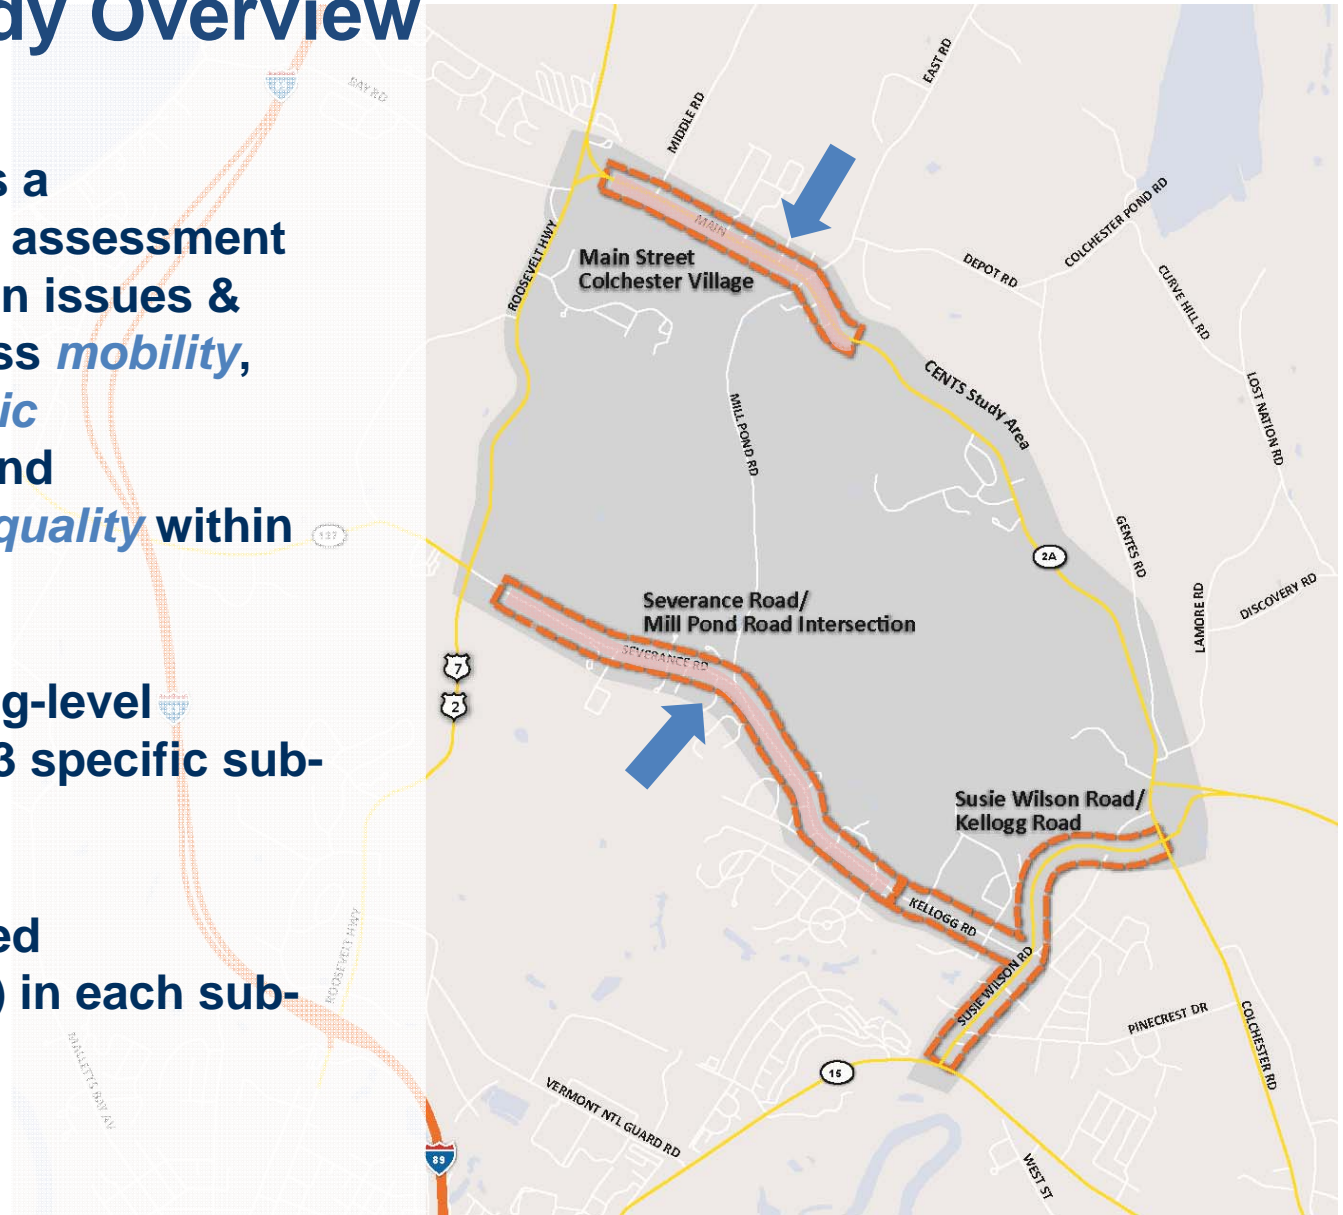 dy Overview
s a
assessment
n issues &
ss mobility,
ic
nd
quality within
g-level
3 specific sub-
ed
) in each sub-
BAY RD
127
ROOSEVELT HWY
MALLETTS BAY AV
89
MIDDLE RD
EAST RD
MAIN
Main Street
Colchester Village
ROOSEVELT HWY
DEPOT RD
COLCHESTER POND RD
CURVE HILL RD
LOST NATION RD
CENTS Study Area
MILL POND RD
GENTES RD
2A
LAMORE RD
DISCOVERY RD
Severance Road/
Mill Pond Road Intersection
SEVERANCE RD
7
2
Susie Wilson Road/
Kellogg Road
KELLOGG RD
SUSIE WILSON RD
PINECREST DR
COLCHESTER RD
15
VERMONT NTL GUARD RD
WEST ST